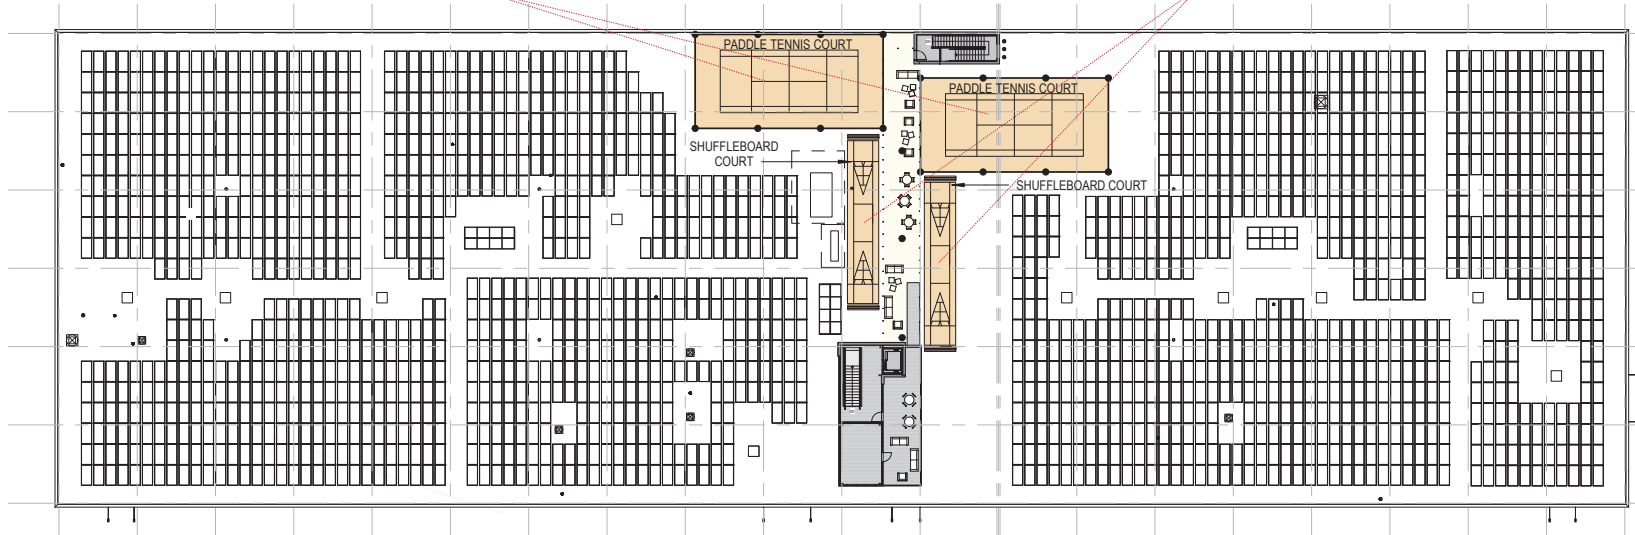 PADDLE TENNIS COURT
PADDLE TENNIS COURT
SHUFFLEBOARD
COURT
SHUFFLEBOARD COURT